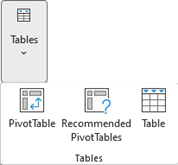 Tables
PivotTable
Recommended
PivotTables
Table
Tables